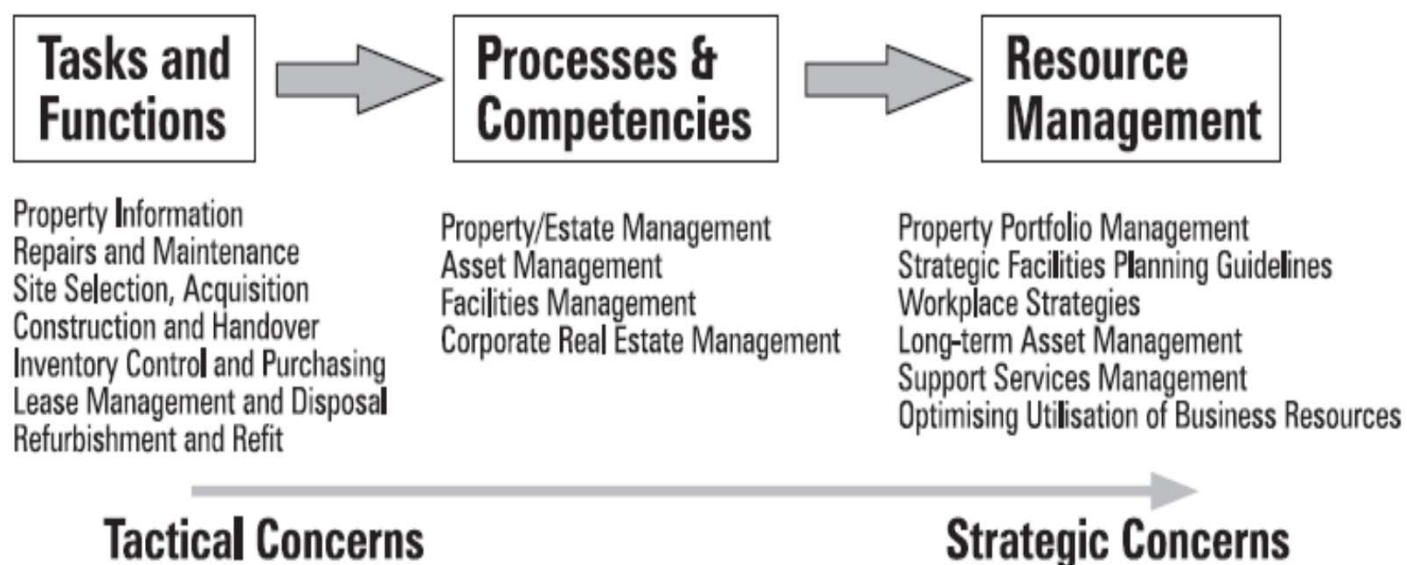 Tasks and
Functions
Processes &
Competencies
Resource
Management
Property Information
Repairs and Maintenance
Site Selection, Acquisition
Construction and Handover
Inventory Control and Purchasing
Lease Management and Disposal
Refurbishment and Refit
Property/Estate Management
Asset Management
Facilities Management
Corporate Real Estate Management
Property Portfolio Management
Strategic Facilities Planning Guidelines
Workplace Strategies
Long-term Asset Management
Support Services Management
Optimising Utilisation of Business Resources
Tactical Concerns
Strategic Concerns